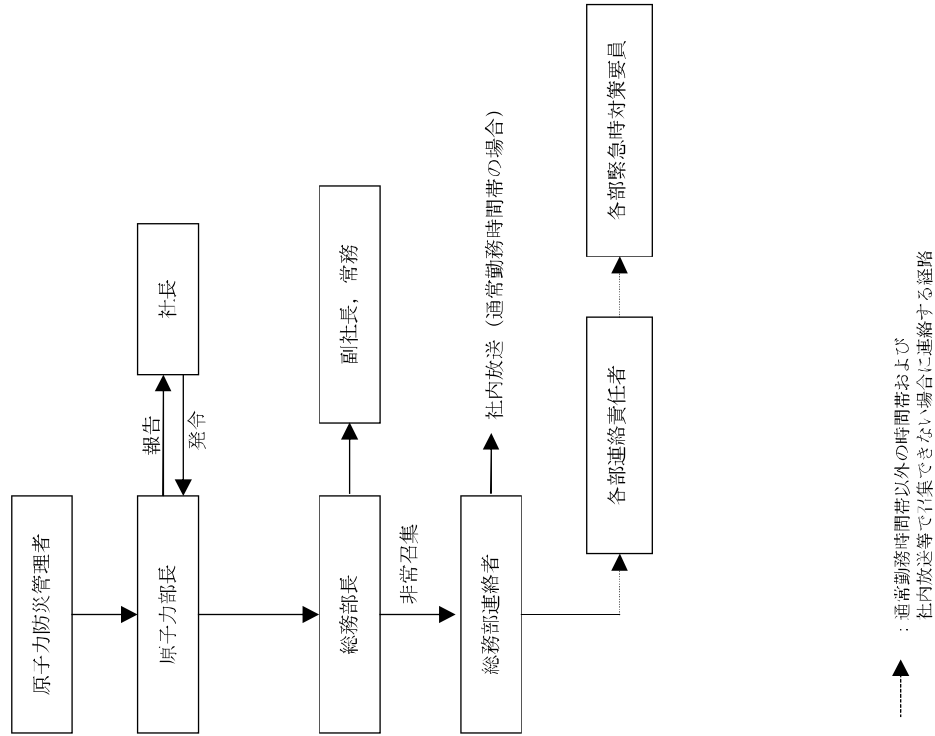 原子力防災管理者
原子力部長
報告
発令
社長
総務部長
副社長，常務
非常召集
総務部連絡者
社内放送（通常勤務時間帯の場合）
各部連絡責任者
各部緊急時対策要員
：通常勤務時間帯以外の時間帯および
社内放送等で召集できない場合に連絡する経路